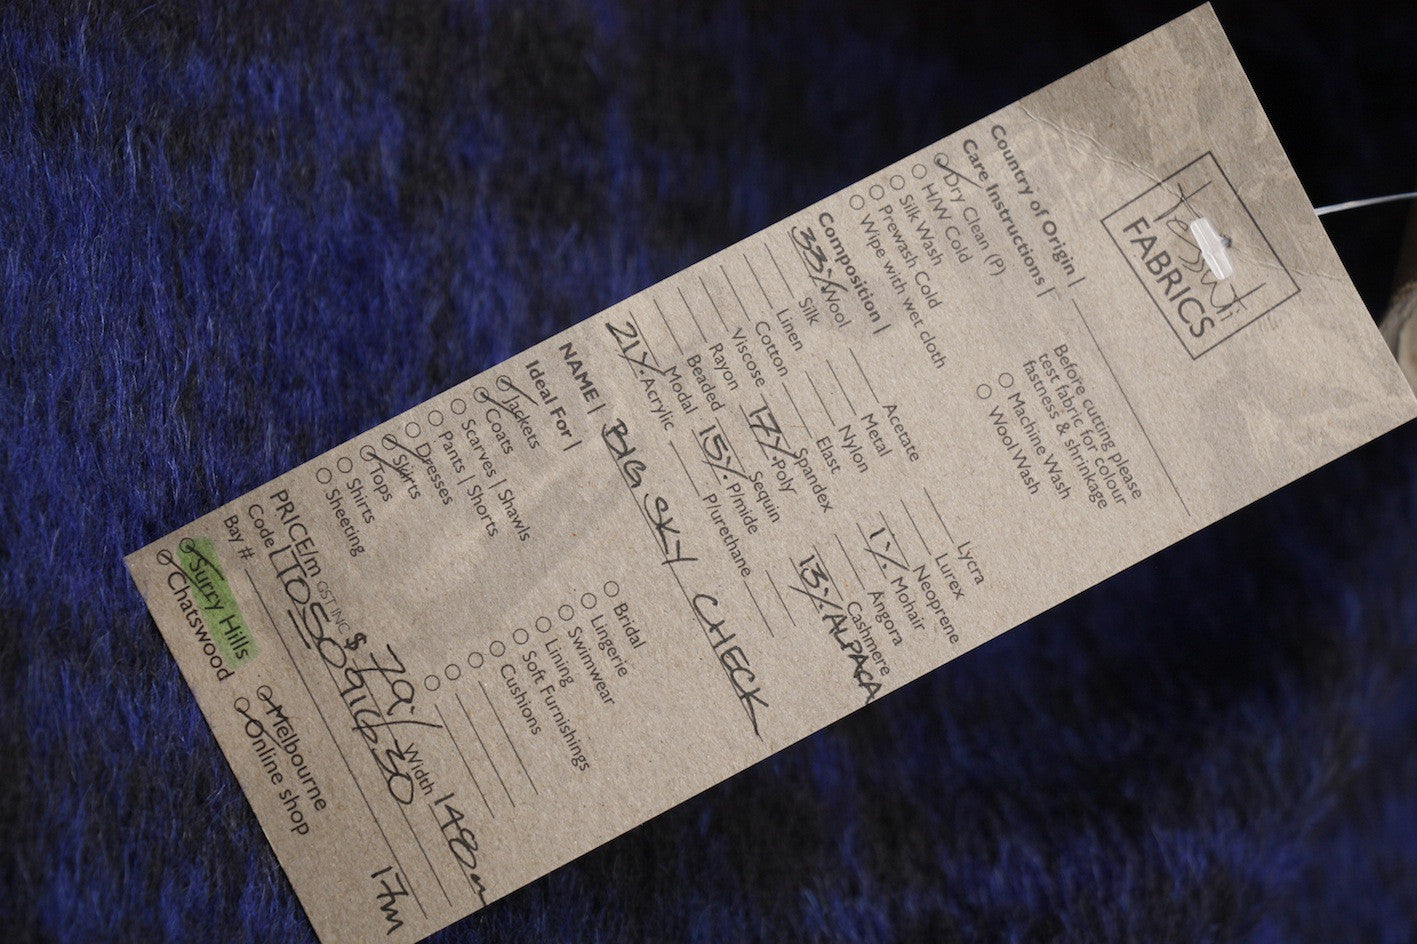 Tessuti
FABRICS
Country of Origin |
Care Instructions |
Dry Clean (P)
H/W Cold
Silk Wash
Prewash Cold
Wipe with wet cloth
Before cutting please
test fabric for colour
fastness & shrinkage
Machine Wash
Wool Wash
Composition |
33% Wool
Silk
Linen
Cotton
Viscose
Rayon
Beaded
Modal
21% Acrylic
Acetate
Metal
Nylon
Elast
Spandex
17% Poly
Sequin
15% P/mide
P/urethane
Lycra
Lurex
Neoprene
1% Mohair
Angora
Cashmere
13% ALPACA
NAME | BIG SKY CHECK
Ideal For |
Jackets
Coats
Scarves | Shawls
Pants | Shorts
Dresses
Skirts
Tops
Shirts
Sheeting
Bridal
Lingerie
Swimwear
Lining
Soft Furnishings
Cushions
PRICE/m GST INC $ 79./ Width 148cm
Code |
Bay #
17m
Surry Hills
Chatswood
Melbourne
Online shop